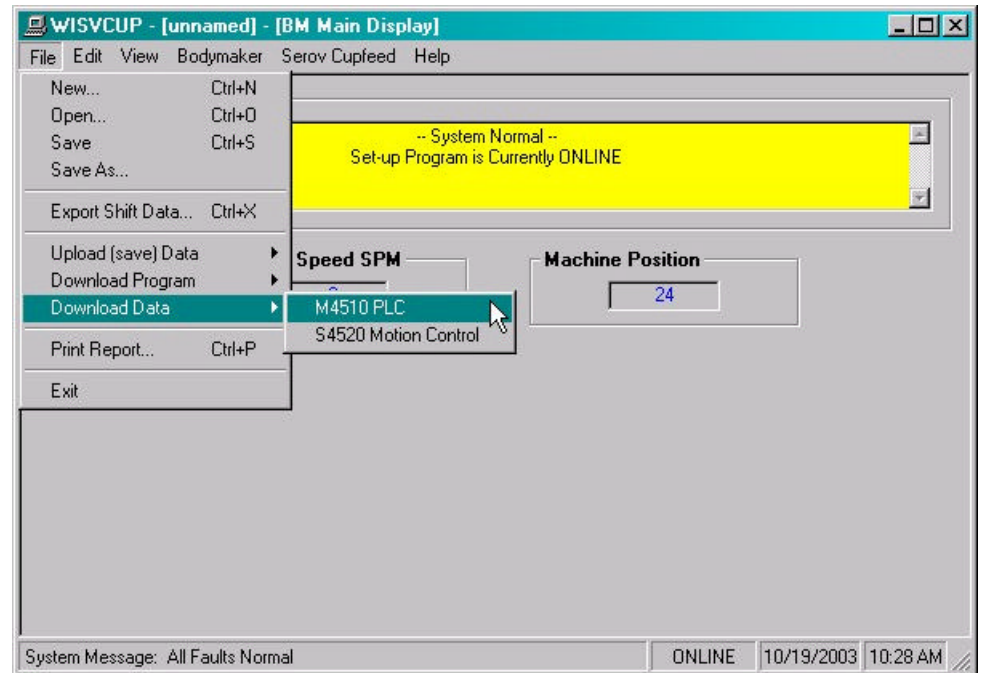 WISVCUP - [unnamed] - [BM Main Display]
File Edit View Bodymaker Serov Cupfeed Help
New... Ctrl+N
Open... Ctrl+O
Save Ctrl+S
Save As...
Export Shift Data... Ctrl+X
Upload (save) Data
Download Program
Download Data
Print Report... Ctrl+P
Exit
M4510 PLC
S4520 Motion Control
-- System Normal --
Set-up Program is Currently ONLINE
Speed SPM
Machine Position
24
System Message: All Faults Normal
ONLINE 10/19/2003 10:28 AM